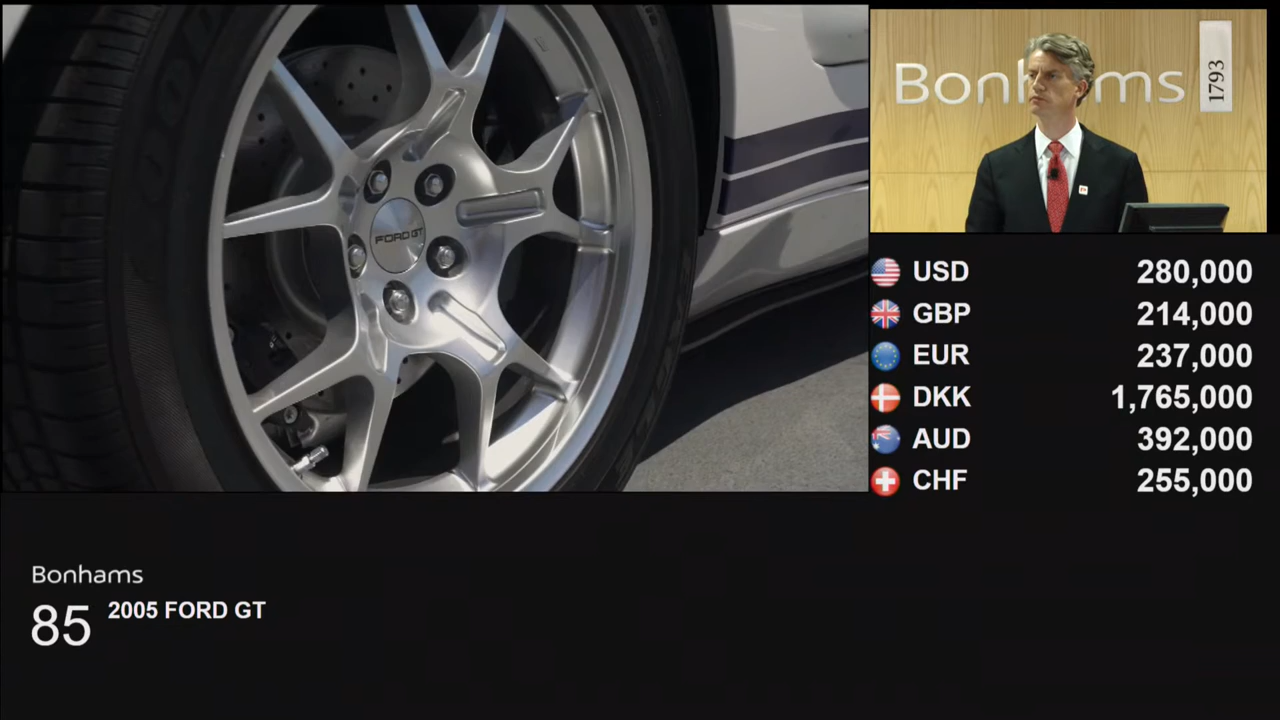 FORD GT
Bonhams
1793
USD 280,000
GBP 214,000
EUR 237,000
DKK 1,765,000
AUD 392,000
CHF 255,000
Bonhams
85 2005 FORD GT